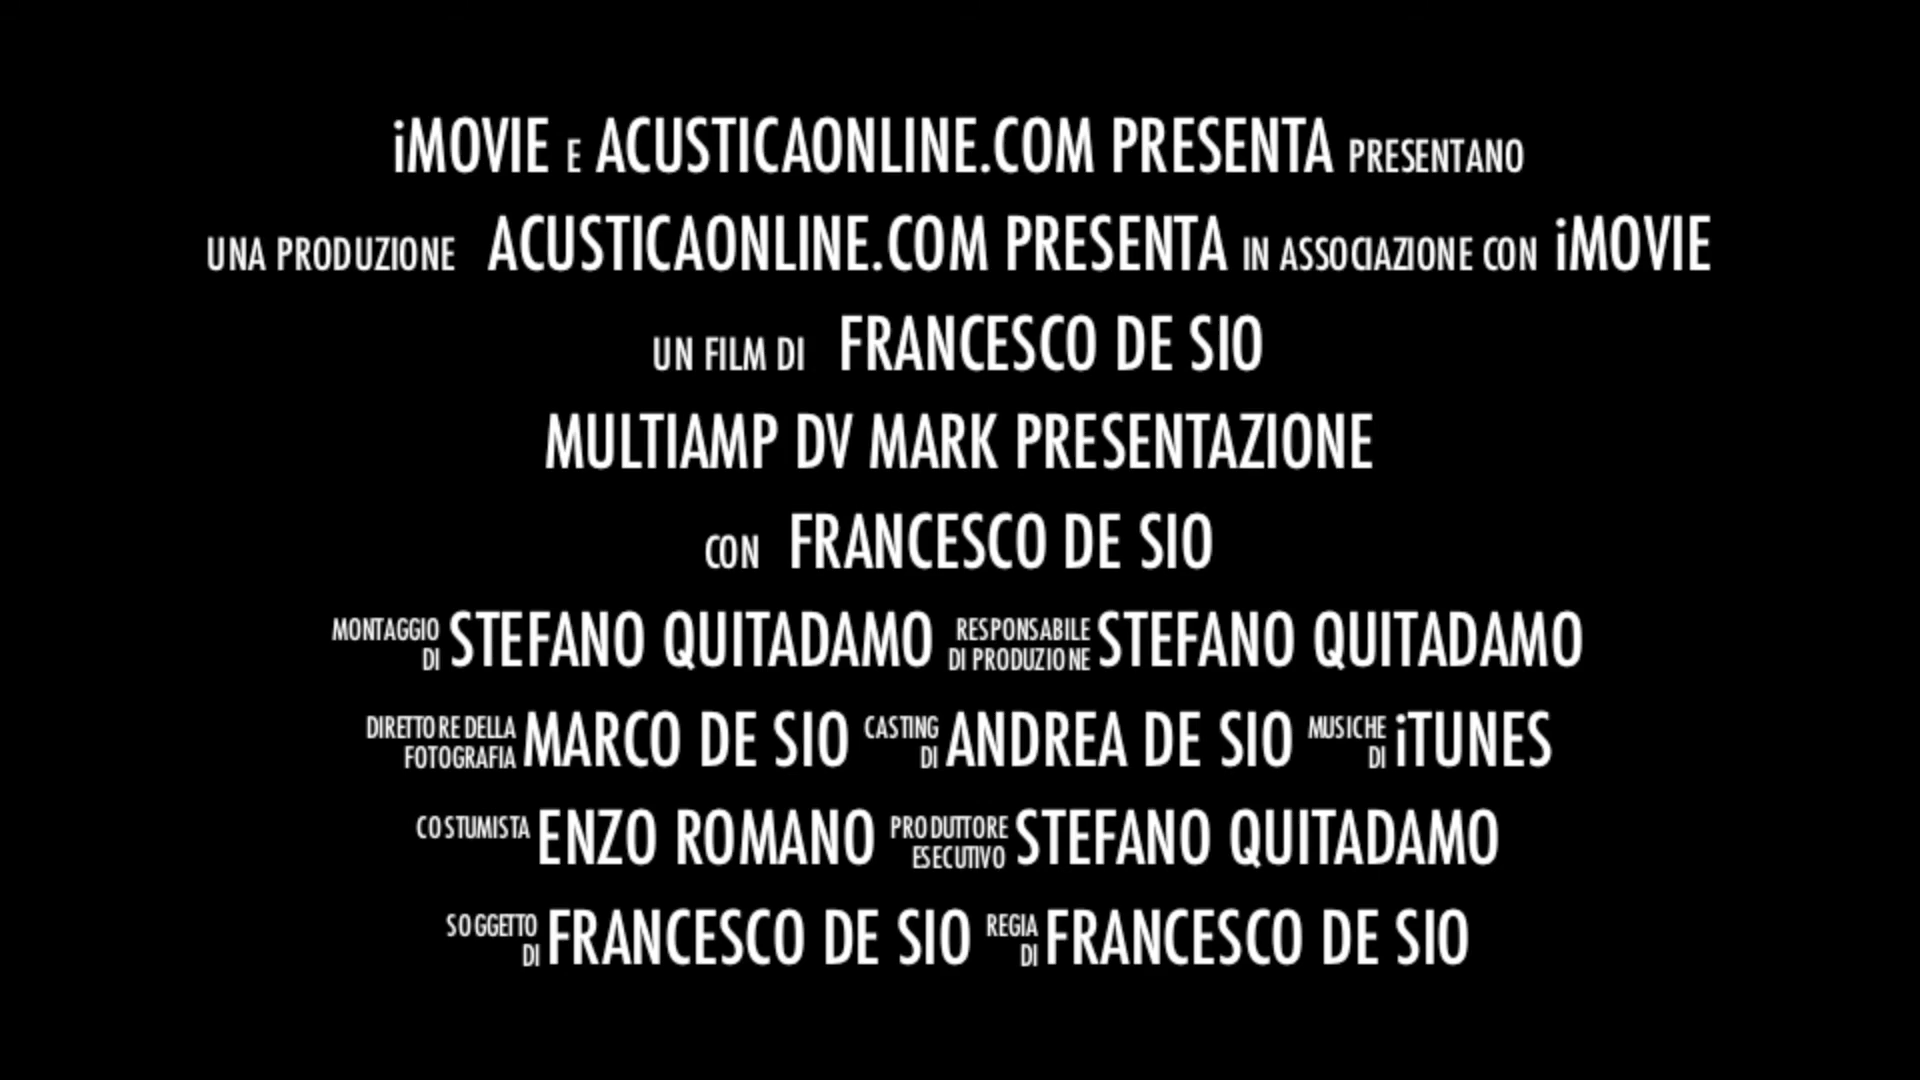 iMOVIE E ACUSTICAONLINE.COM PRESENTA PRESENTANO
UNA PRODUZIONE ACUSTICAONLINE.COM PRESENTA IN ASSOCIAZIONE CON iMOVIE
UN FILM DI FRANCESCO DE SIO
MULTIAMP DV MARK PRESENTAZIONE
CON FRANCESCO DE SIO
MONTAGGIO DI STEFANO QUITADAMO RESPONSABILE DI PRODUZIONE STEFANO QUITADAMO
DIRETTORE DELLA FOTOGRAFIA MARCO DE SIO CASTING DI ANDREA DE SIO MUSICHE DI iTUNES
COSTUMISTA ENZO ROMANO PRODUTTORE ESECUTIVO STEFANO QUITADAMO
SOGGETTO DI FRANCESCO DE SIO REGIA DI FRANCESCO DE SIO